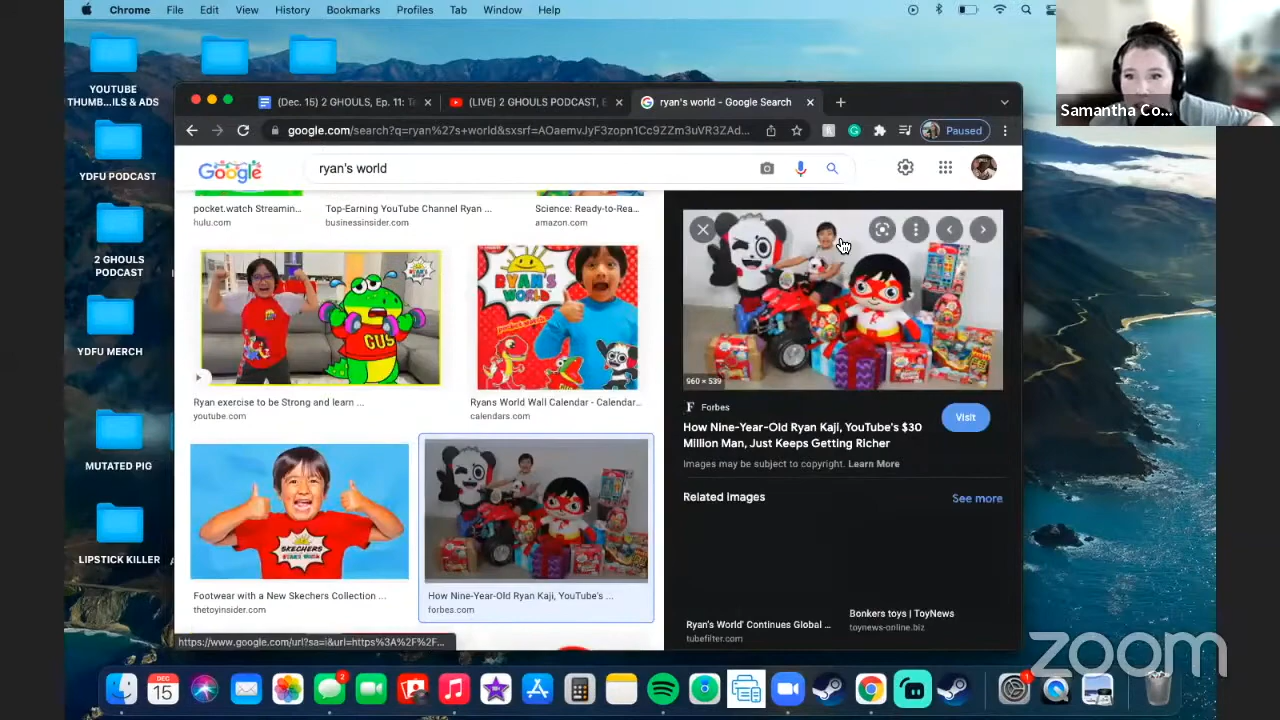 Chrome File Edit View History Bookmarks Profiles Tab Window Help
YOUTUBE
THUMB...ILS & ADS
YDFU PODCAST
2 GHOULS
PODCAST
YDFU MERCH
MUTATED PIG
LIPSTICK KILLER
(Dec. 15) 2 GHOULS, Ep. 11: Te
(LIVE) 2 GHOULS PODCAST, E
ryan's world - Google Search
google.com/search?q=ryan%27s+world&sxsrf=AOaemvJyF3zopn1Cc9ZZm3uVR3ZAd...
Paused
Google
ryan's world
pocket.watch Streamin...
hulu.com
Top-Earning YouTube Channel Ryan ...
businessinsider.com
Science: Ready-to-Rea...
amazon.com
GUS
Ryan exercise to be Strong and learn ...
youtube.com
RYAN'S
WORLD
Ryans World Wall Calendar - Calendar...
calendars.com
SKECHERS
Footwear with a New Skechers Collection ...
thetoyinsider.com
How Nine-Year-Old Ryan Kaji, YouTube's ...
forbes.com
960 × 539
F Forbes
How Nine-Year-Old Ryan Kaji, YouTube's $30
Million Man, Just Keeps Getting Richer
Visit
Images may be subject to copyright. Learn More
Related Images
See more
Ryan's World' Continues Global ...
tubefilter.com
Bonkers toys | ToyNews
toynews-online.biz
https://www.google.com/url?sa=i&url=https%3A%2F%2F...
Samantha Co...
DEC
15
2
1
zoom